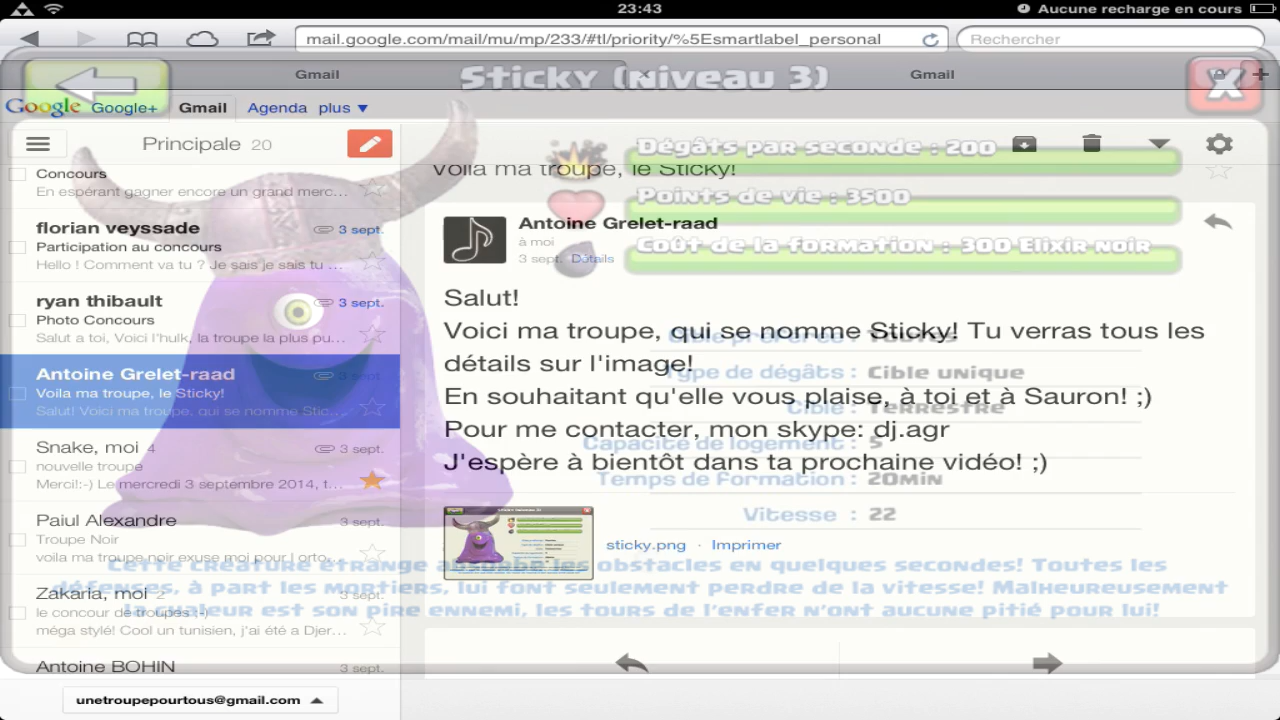 23:43
Aucune recharge en cours
mail.google.com/mail/mu/mp/233/#tl/priority/%5Esmartlabel_personal
Rechercher
Gmail
Sticky (Niveau 3)
Gmail
Google Google+ Gmail Agenda plus
Principale 20
Concours
En espérant gagner encore un grand merc...
florian veyssade 3 sept.
Participation au concours
Hello ! Comment va tu ? Je sais je sais tu ...
ryan thibault 3 sept.
Photo Concours
Salut a toi, Voici l'hulk, la troupe la plus pu...
Antoine Grelet-raad 3 sept.
Voila ma troupe, le Sticky!
Salut! Voici ma troupe, qui se nomme Stic...
Snake, moi 4 3 sept.
nouvelle troupe
Merci!:-) Le mercredi 3 septembre 2014, t...
Paiul Alexandre 3 sept.
Troupe Noir
voila ma troupe noir exuse moi pour orto...
Zakaria, moi 2 3 sept.
le concour de troupes :-)
méga stylé! Cool un tunisien, j'ai été a Djer...
Antoine BOHIN 3 sept.
unetroupepourtous@gmail.com
Voila ma troupe, le Sticky!
Dégâts par seconde : 200
Points de vie : 3500
Coût de la formation : 300 Elixir noir
Antoine Grelet-raad
à moi
3 sept. Détails
Salut!
Voici ma troupe, qui se nomme Sticky! Tu verras tous les
détails sur l'image!
En souhaitant qu'elle vous plaise, à toi et à Sauron! ;)
Pour me contacter, mon skype: dj.agr
J'espère à bientôt dans ta prochaine vidéo! ;)
Type de dégâts : Cible unique
Cible : Terrestre
Capacité de logement : 5
Temps de formation : 20min
Vitesse : 22
sticky.png · Imprimer
Cette créature étrange absorbe les obstacles en quelques secondes! Toutes les
à part les mortiers, lui font seulement perdre de la vitesse! Malheureusement
la chaleur est son pire ennemi, les tours de l'enfer n'ont aucune pitié pour lui!